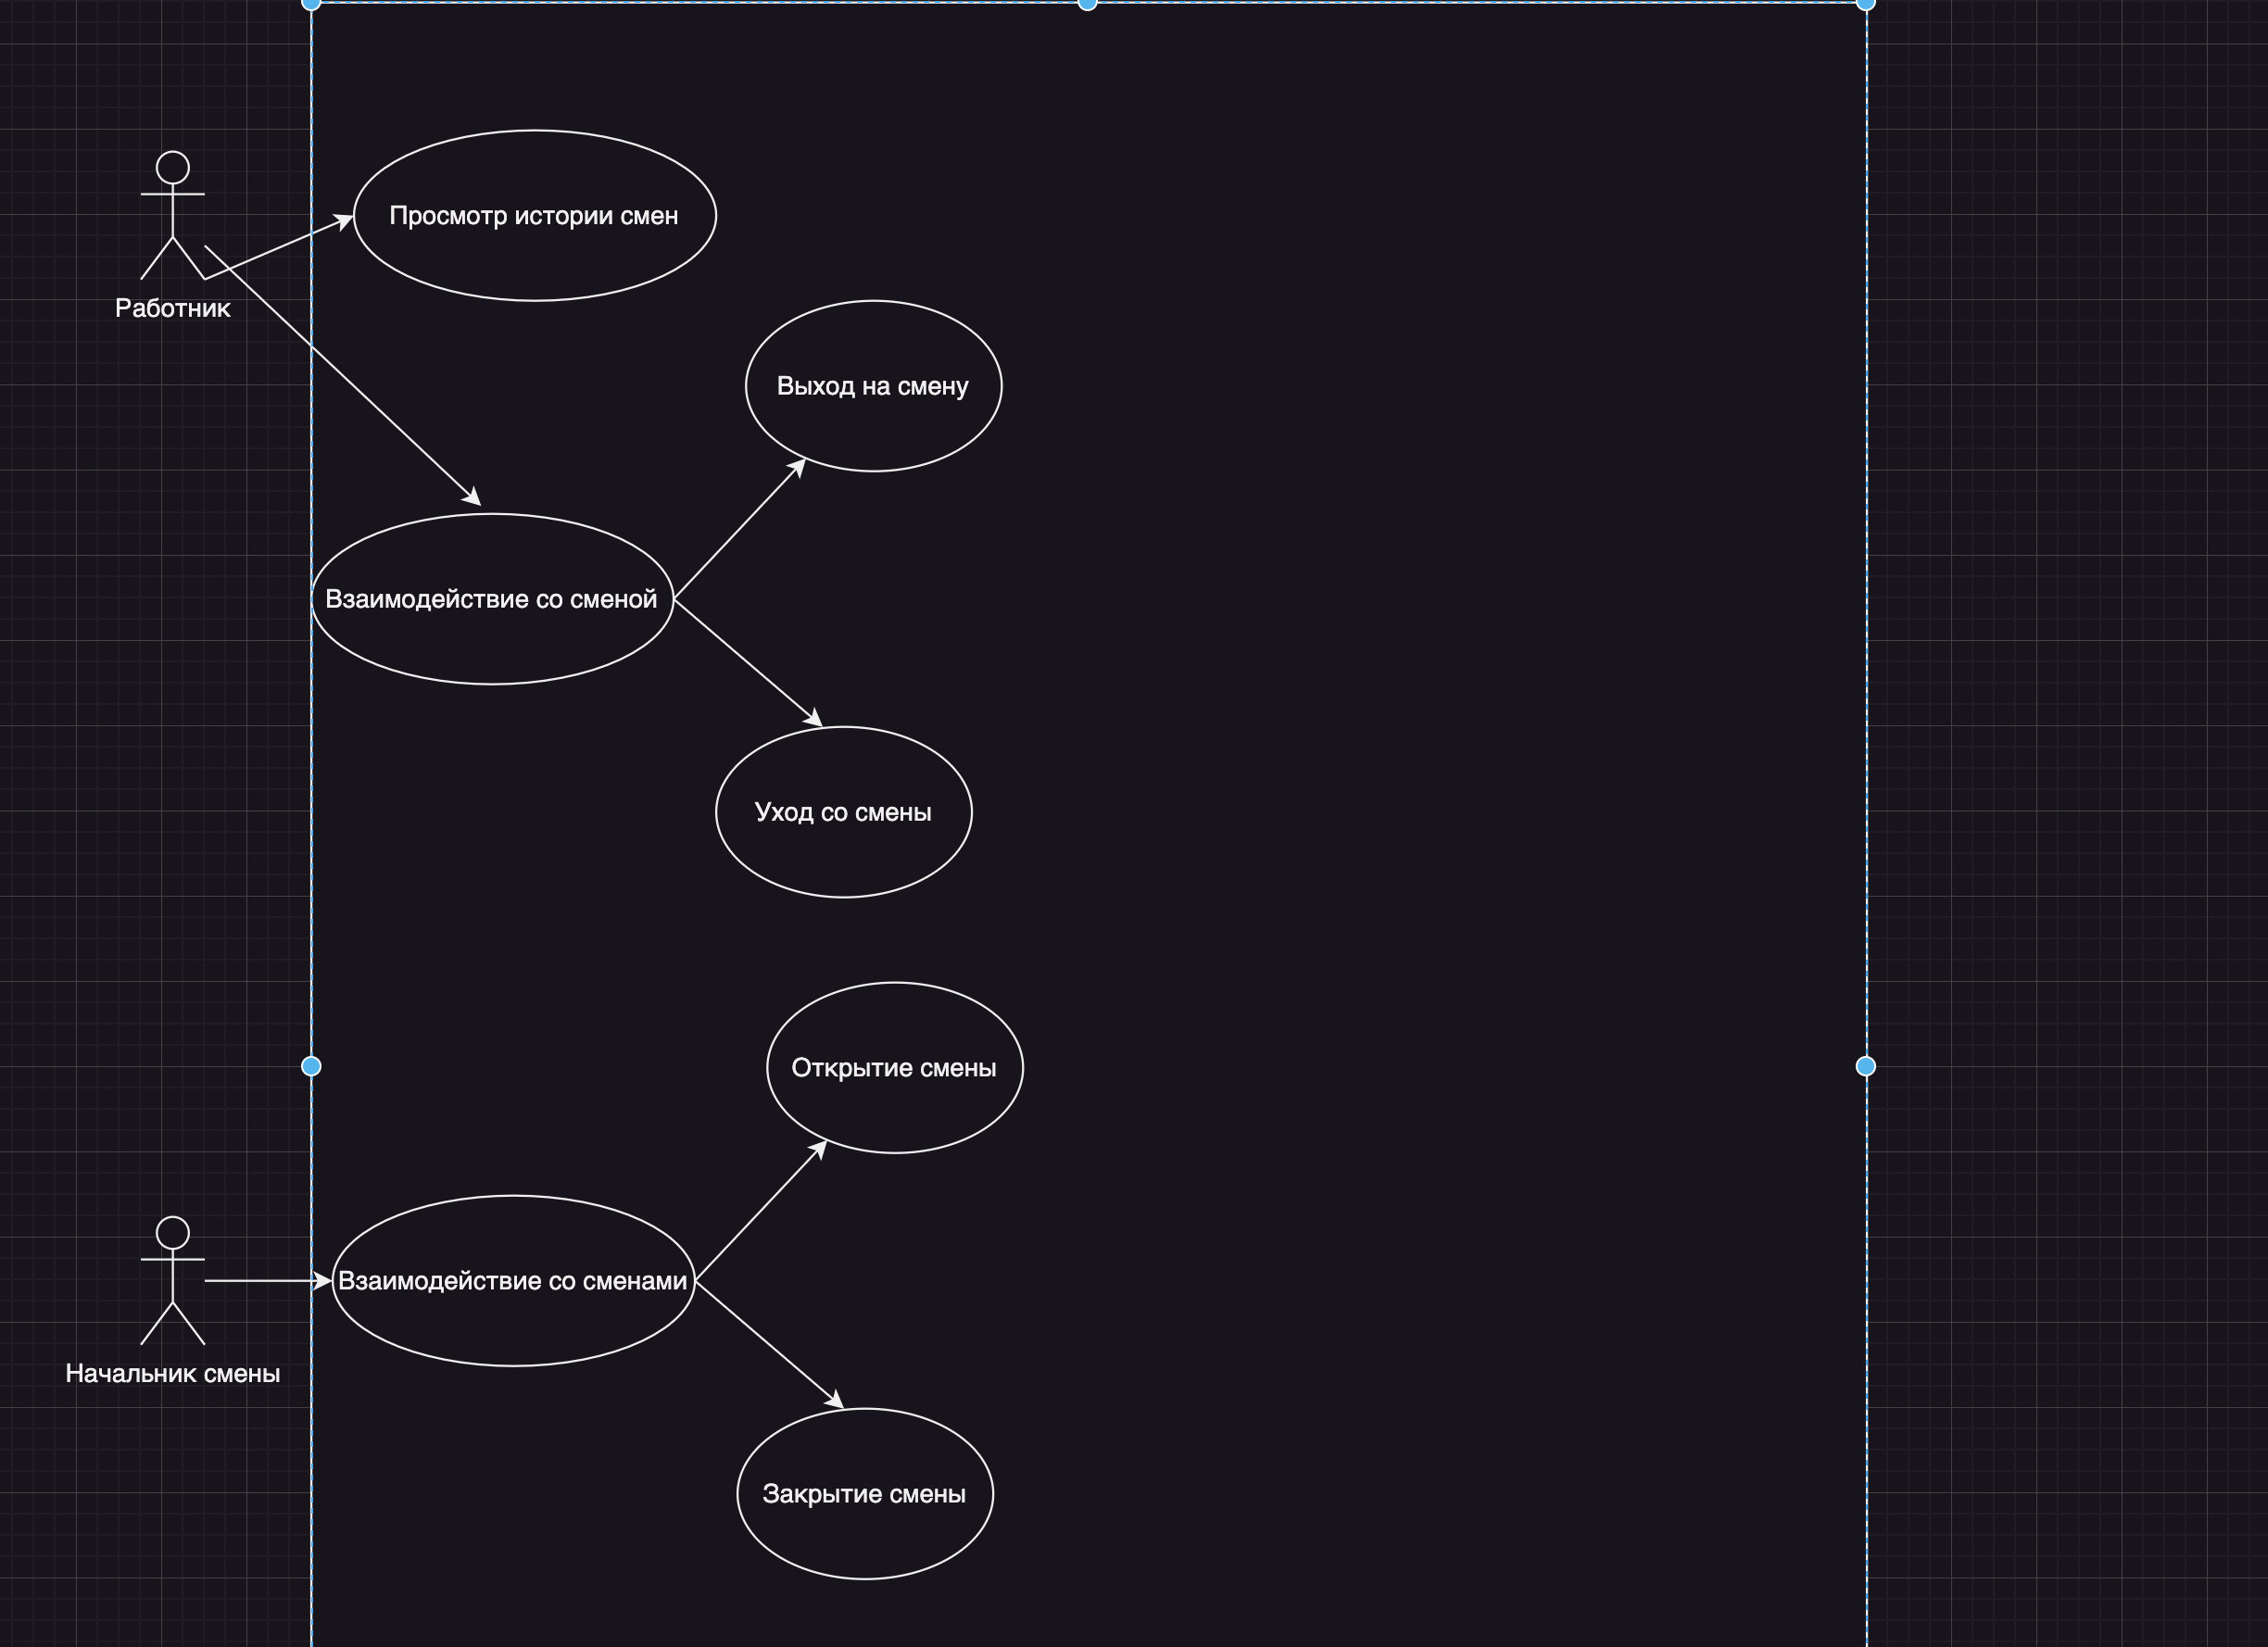 Просмотр истории смен
Работник
Выход на смену
Взаимодействие со сменой
Уход со смены
Открытие смены
Взаимодействие со сменами
Начальник смены
Закрытие смены